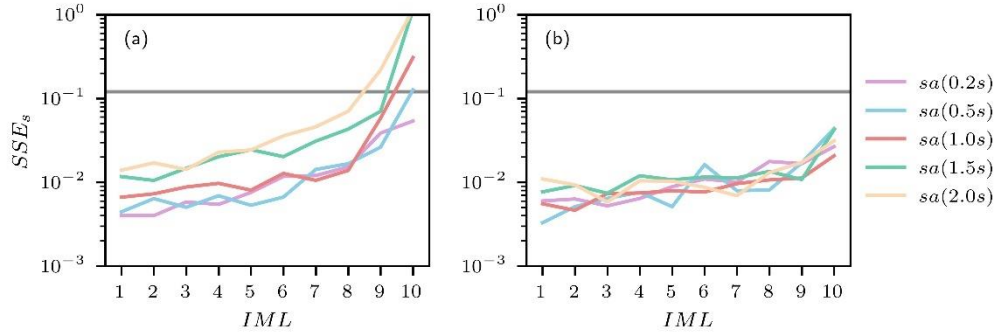 (a)
10^0
10^-1
10^-2
10^-3
SSE_s
1 2 3 4 5 6 7 8 9 10
IML
(b)
10^0
10^-1
10^-2
10^-3
1 2 3 4 5 6 7 8 9 10
IML
sa(0.2s)
sa(0.5s)
sa(1.0s)
sa(1.5s)
sa(2.0s)